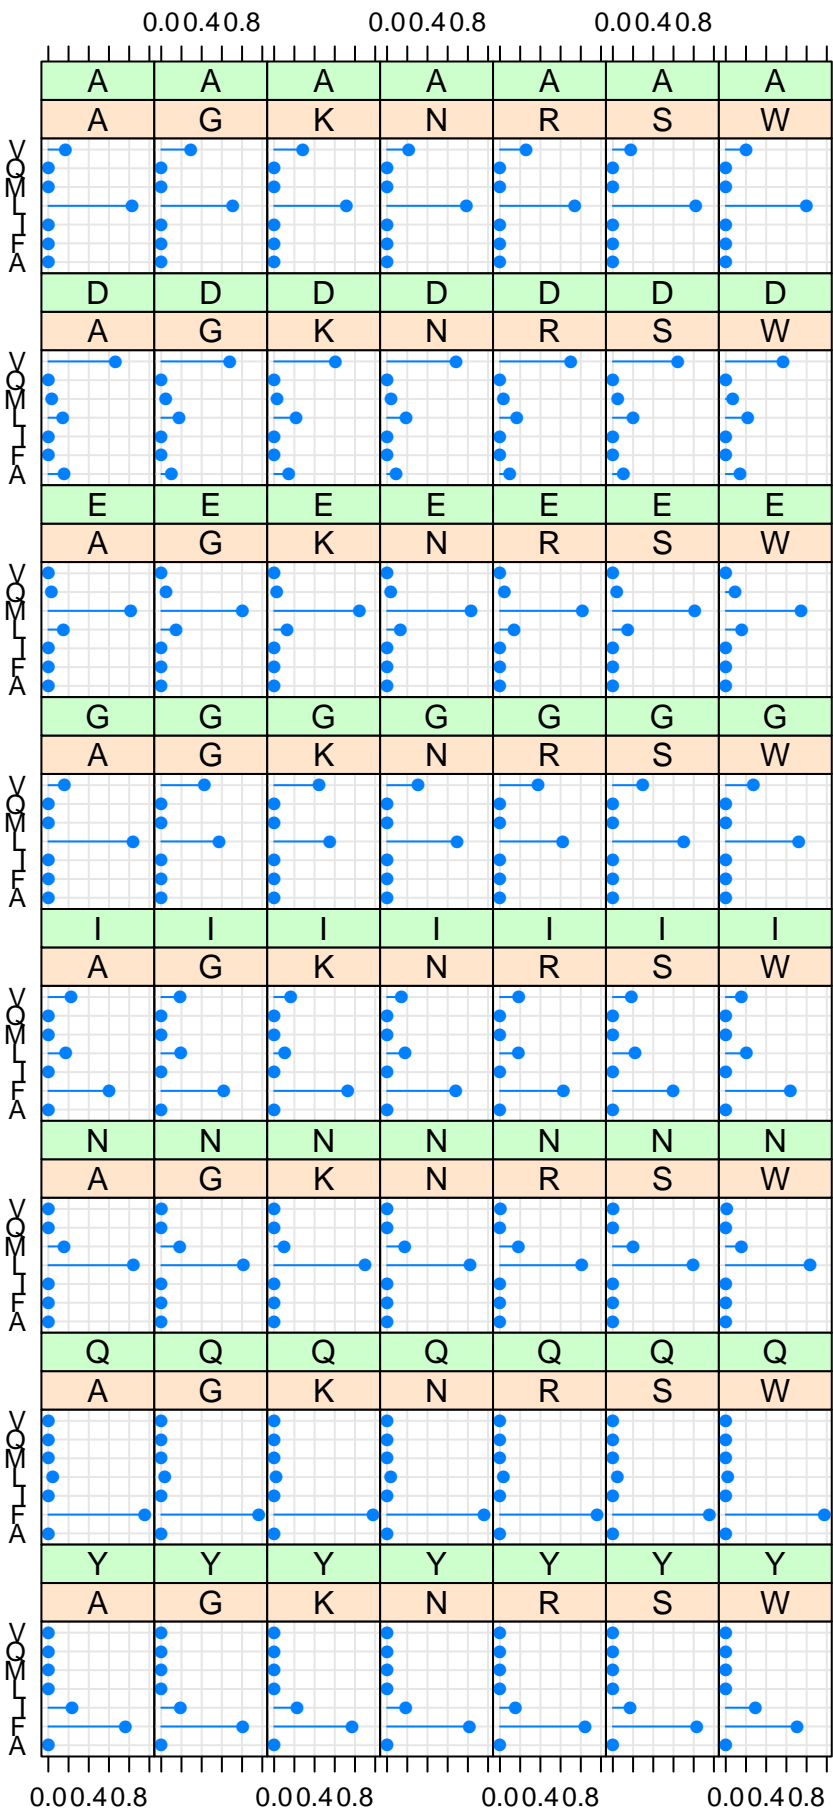 0.00.40.8 0.00.40.8 0.00.40.8
A A A A A A A
A G K N R S W
V
Q
M
L
I
F
A
D D D D D D D
A G K N R S W
V
Q
M
L
I
F
A
E E E E E E E
A G K N R S W
V
Q
M
L
I
F
A
G G G G G G G
A G K N R S W
V
Q
M
L
I
F
A
I I I I I I I
A G K N R S W
V
Q
M
L
I
F
A
N N N N N N N
A G K N R S W
V
Q
M
L
I
F
A
Q Q Q Q Q Q Q
A G K N R S W
V
Q
M
L
I
F
A
Y Y Y Y Y Y Y
A G K N R S W
V
Q
M
L
I
F
A
0.00.40.8 0.00.40.8 0.00.40.8 0.00.40.8